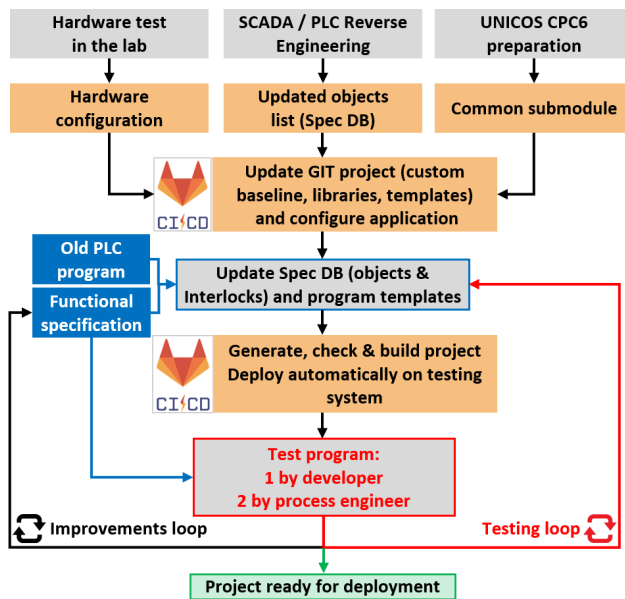 Hardware test
in the lab
SCADA / PLC Reverse
Engineering
UNICOS CPC6
preparation
Hardware
configuration
Updated objects
list (Spec DB)
Common submodule
CI CD
Update GIT project (custom
baseline, libraries, templates)
and configure application
Old PLC
program
Functional
specification
Update Spec DB (objects &
Interlocks) and program templates
CI CD
Generate, check & build project
Deploy automatically on testing
system
Test program:
1 by developer
2 by process engineer
Improvements loop
Testing loop
Project ready for deployment